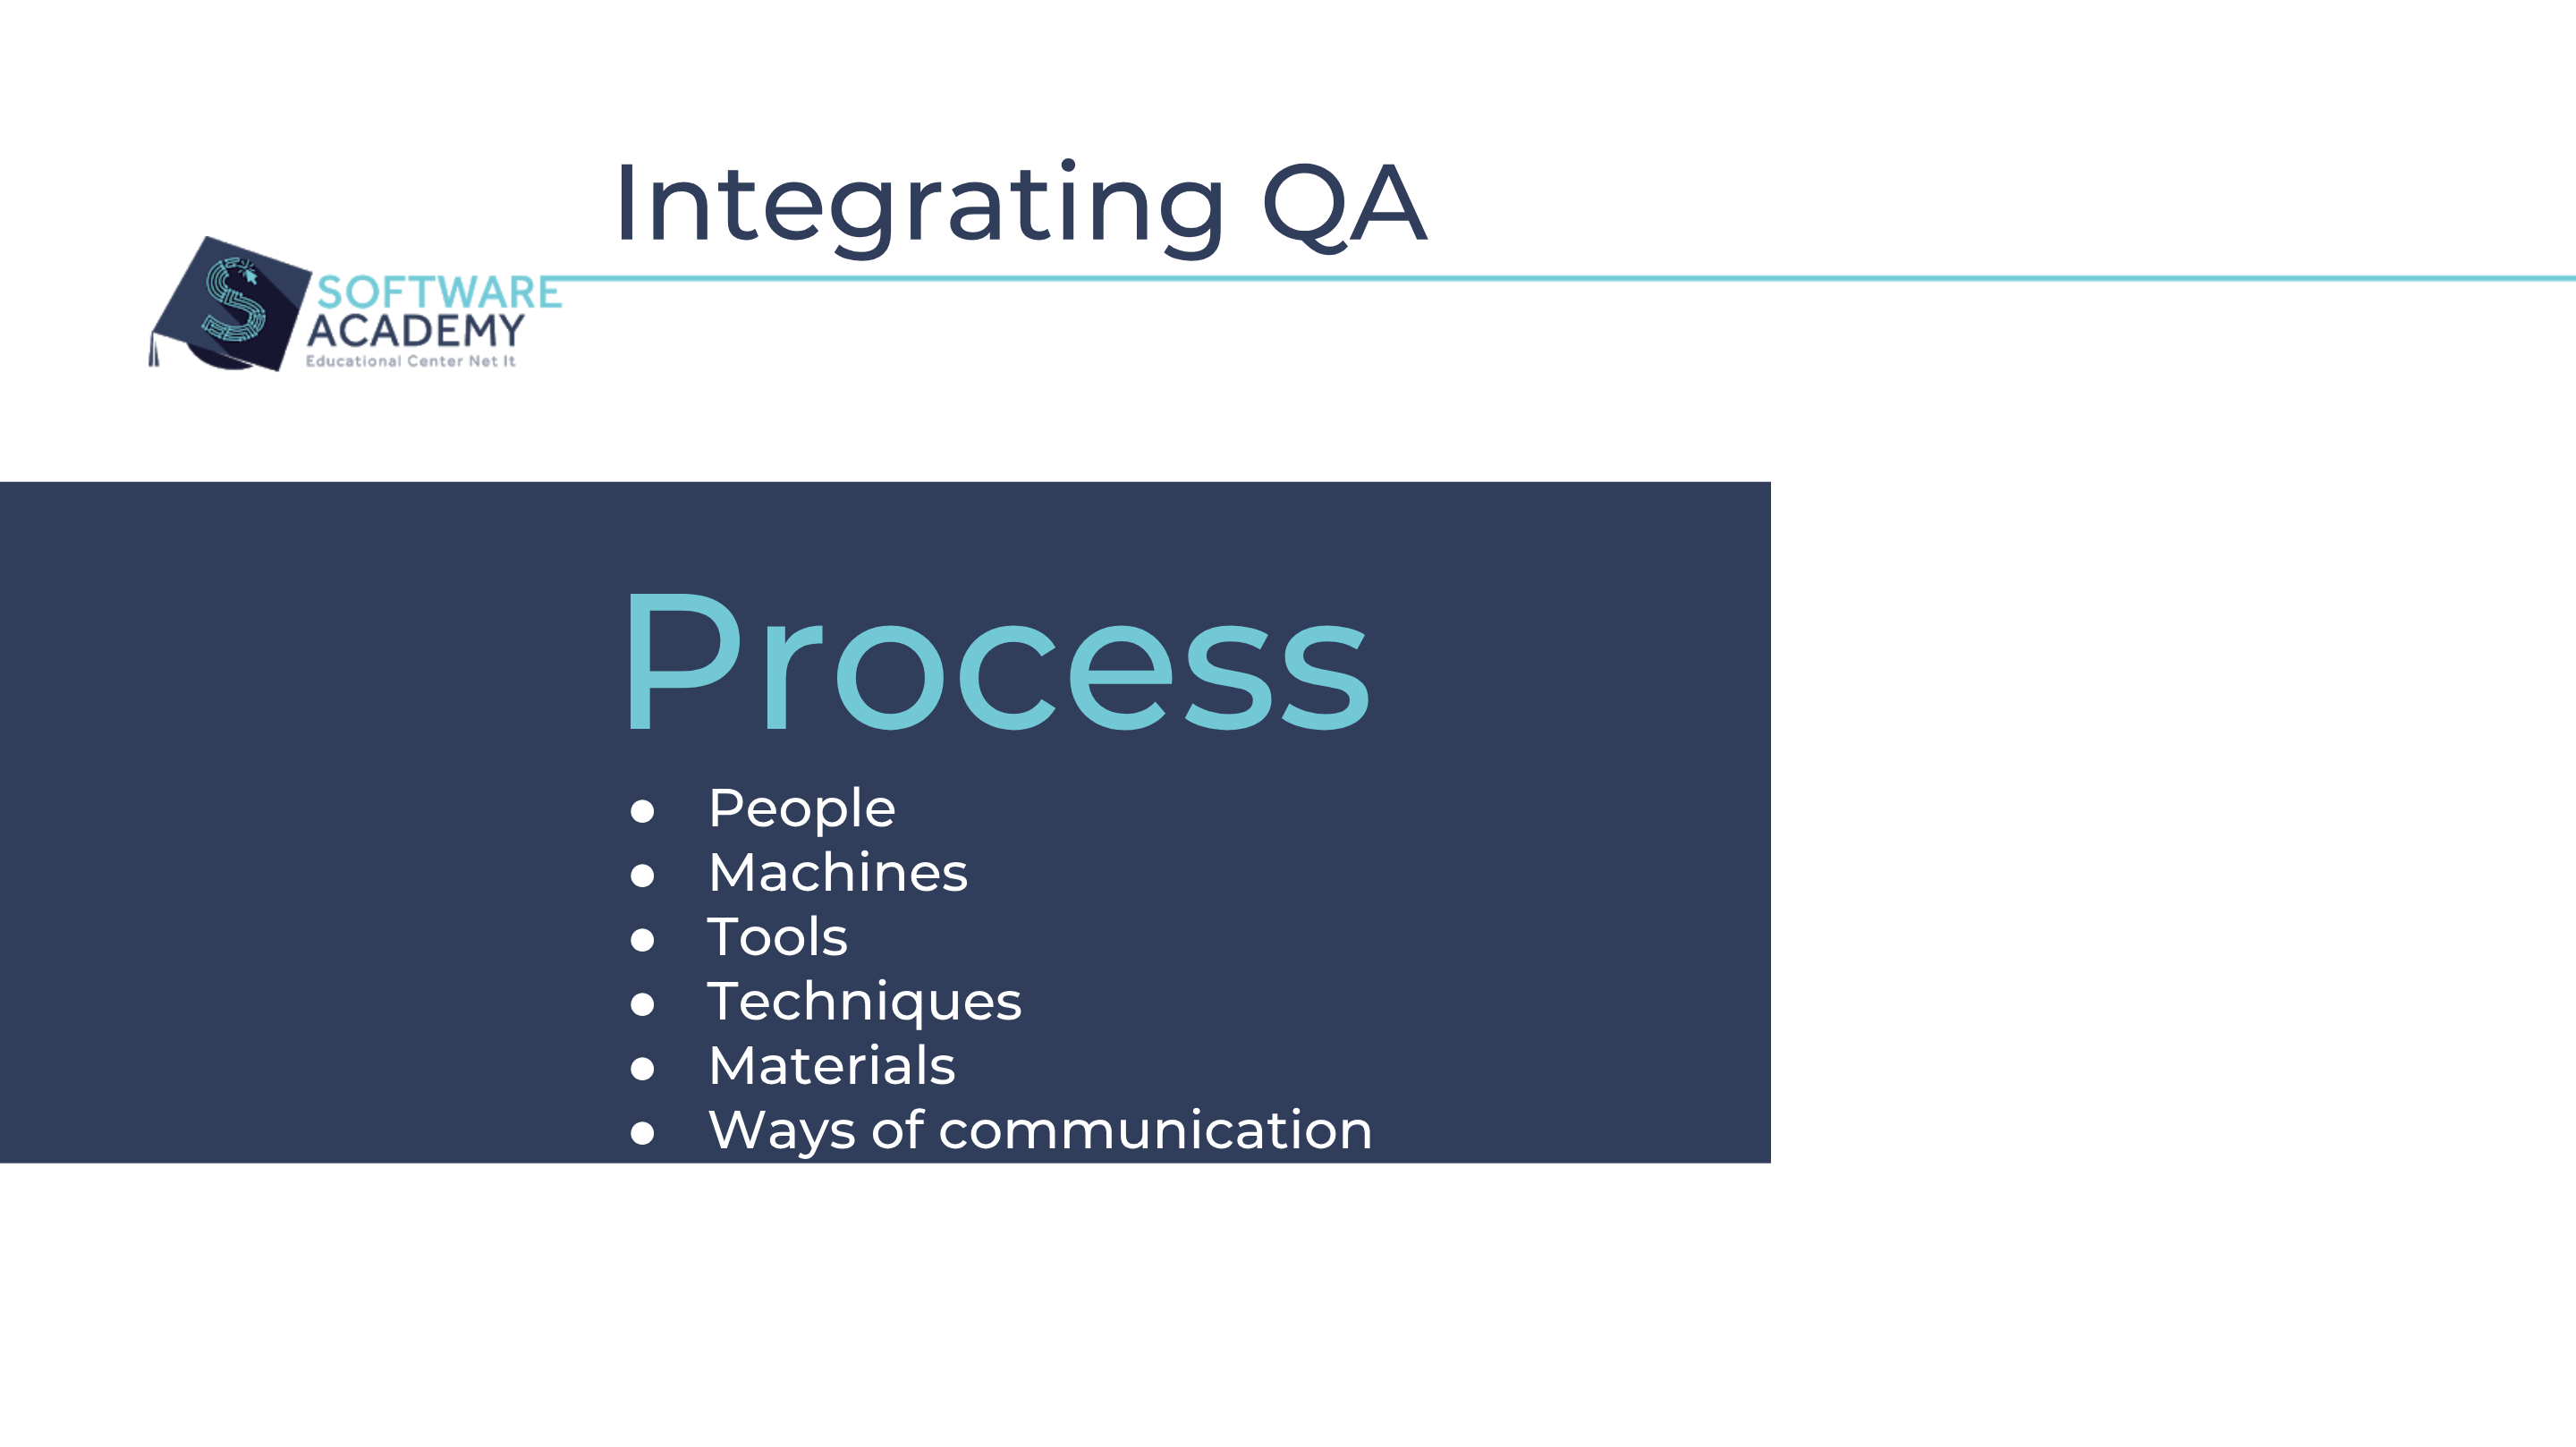 Integrating QA
SOFTWARE
ACADEMY
Educational Center Net It
Process
● People
● Machines
● Tools
● Techniques
● Materials
● Ways of communication